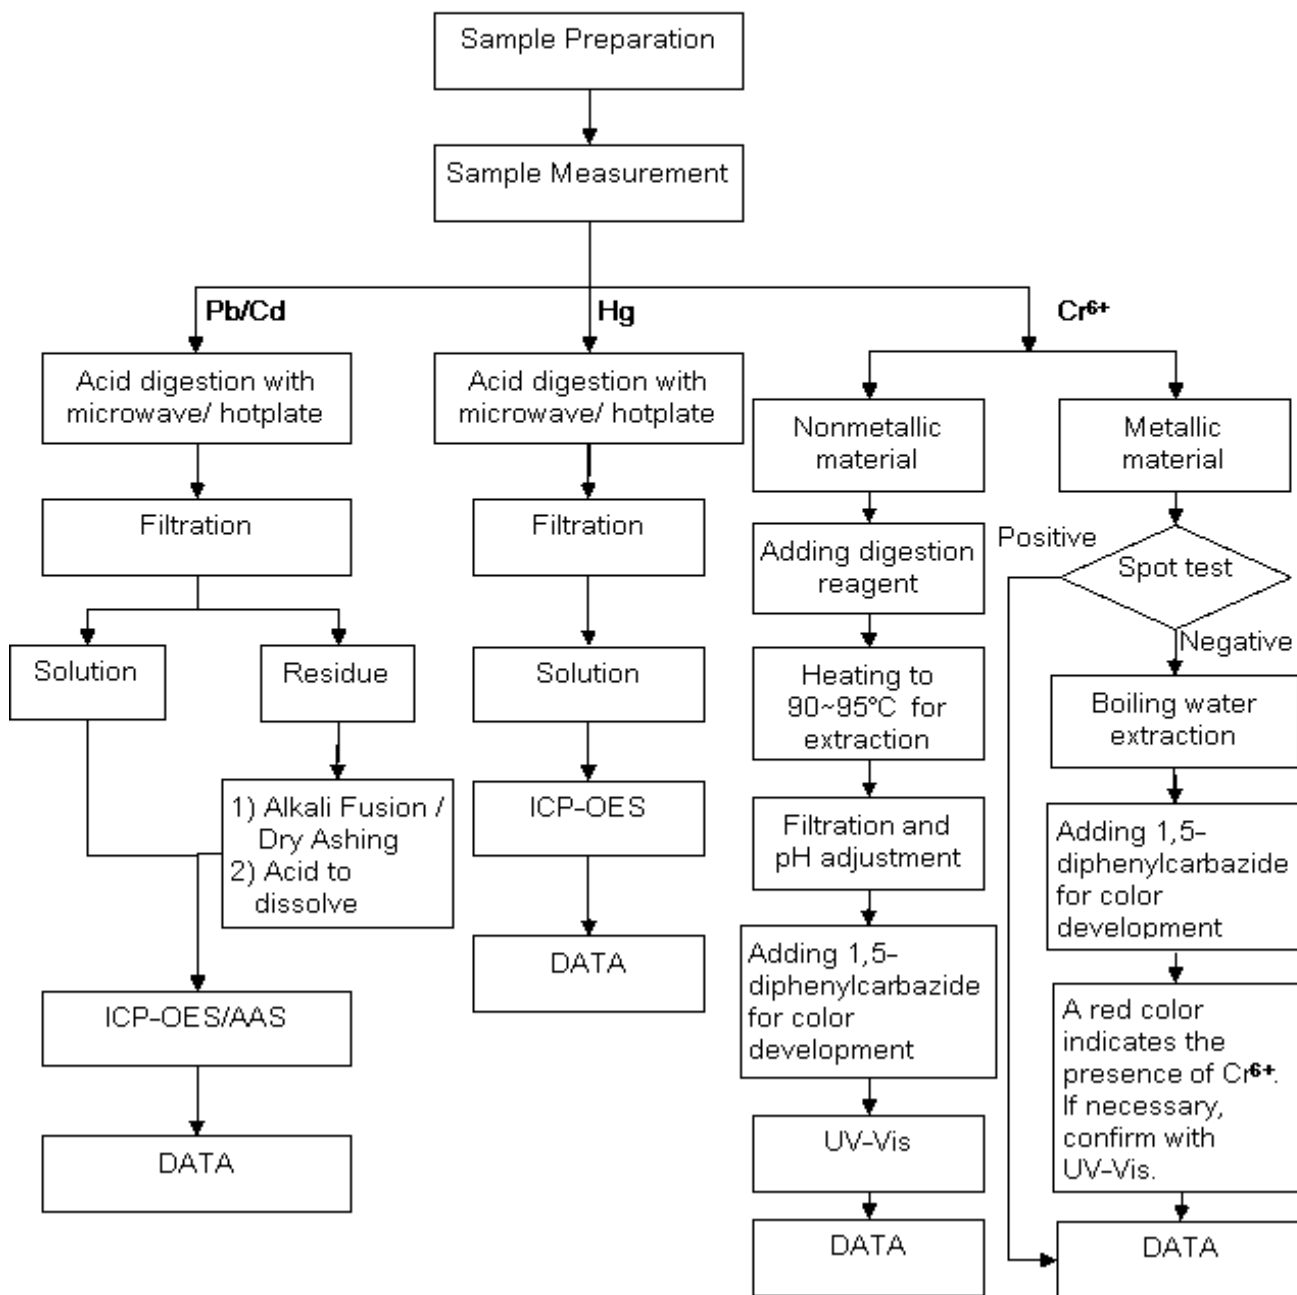 Sample Preparation
Sample Measurement
Pb/Cd
Hg
Cr⁶⁺
Acid digestion with
microwave/ hotplate
Filtration
Solution
Residue
1) Alkali Fusion /
Dry Ashing
2) Acid to
dissolve
ICP-OES/AAS
DATA
Acid digestion with
microwave/ hotplate
Filtration
Solution
ICP-OES
DATA
Nonmetallic
material
Adding digestion
reagent
Heating to
90~95°C for
extraction
Filtration and
pH adjustment
Adding 1,5-
diphenylcarbazide
for color
development
UV-Vis
DATA
Metallic
material
Positive
Spot test
Negative
Boiling water
extraction
Adding 1,5-
diphenylcarbazide
for color
development
A red color
indicates the
presence of Cr⁶⁺.
If necessary,
confirm with
UV-Vis.
DATA